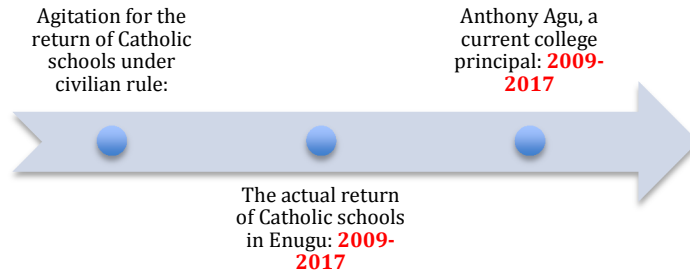 Agitation for the
return of Catholic
schools under
civilian rule:
The actual return
of Catholic schools
in Enugu: 2009-
2017
Anthony Agu, a
current college
principal: 2009-
2017